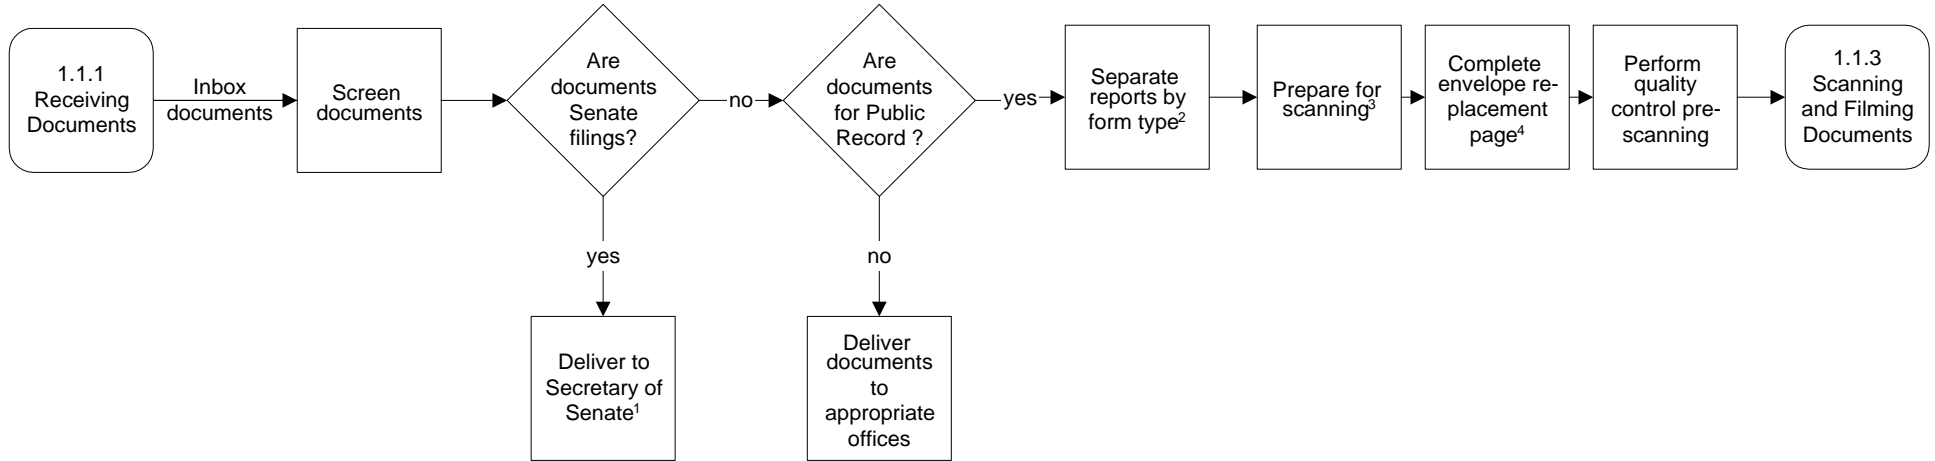 1.1.1
Receiving
Documents
Inbox
documents
Screen
documents
Are
documents
Senate
filings?
no
yes
Deliver to
Secretary of
Senate¹
Are
documents
for Public
Record ?
no
Deliver
documents
to
appropriate
offices
yes
Separate
reports by
form type²
Prepare for
scanning³
Complete
envelope re-
placement
page⁴
Perform
quality
control pre-
scanning
1.1.3
Scanning
and Filming
Documents